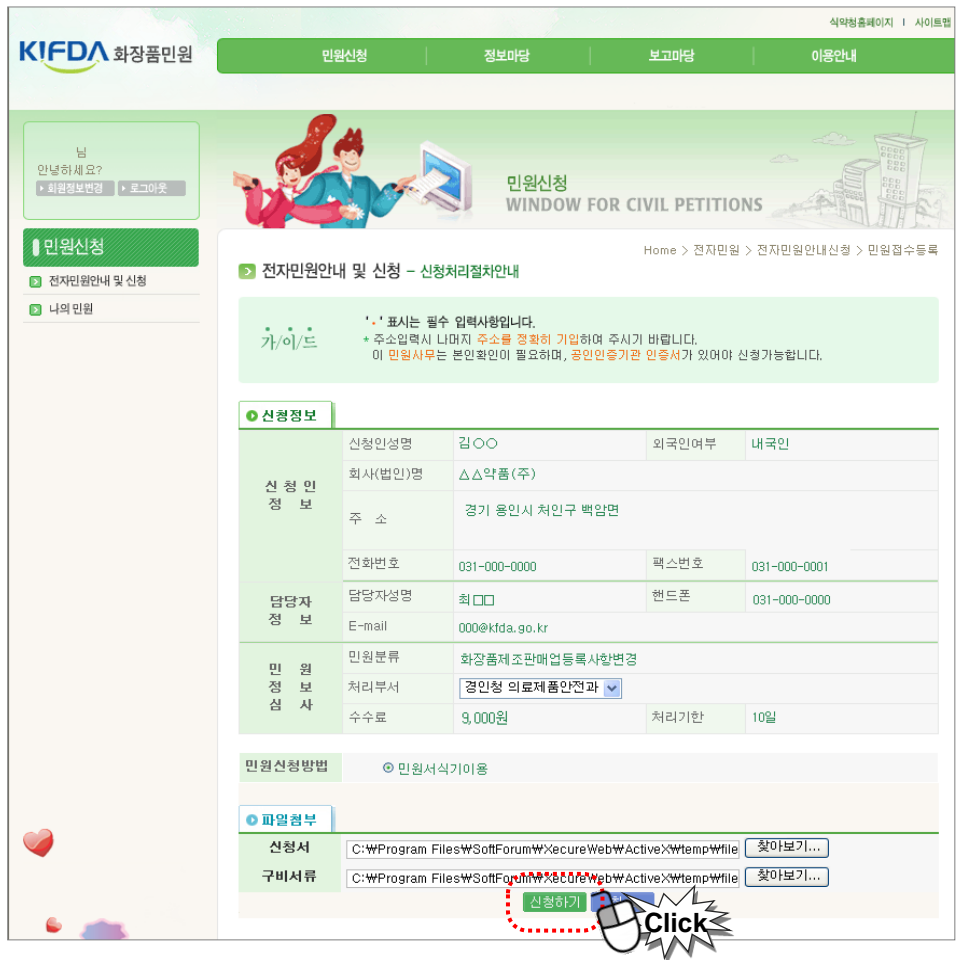 식약청홈페이지 | 사이트맵
KIFDA 화장품민원
민원신청 정보마당 보고마당 이용안내
님
안녕하세요?
회원정보변경 로그아웃
민원신청
WINDOW FOR CIVIL PETITIONS
민원신청
전자민원안내 및 신청
나의 민원
Home > 전자민원 > 전자민원안내신청 > 민원접수등록
전자민원안내 및 신청 - 신청처리절차안내
가/이/드
'•' 표시는 필수 입력사항입니다.
* 주소입력시 나머지 주소를 정확히 기입하여 주시기 바랍니다.
이 민원사무는 본인확인이 필요하며, 공인인증기관 인증서가 있어야 신청가능합니다.
신청정보
신 청 인
정 보
신청인성명 김○○ 외국인여부 내국인
회사(법인)명 △△약품(주)
주 소 경기 용인시 처인구 백암면
전화번호 031-000-0000 팩스번호 031-000-0001
담당자
정 보
담당자성명 최□□ 핸드폰 031-000-0000
E-mail 000@kfda.go.kr
민 원
정 보
심 사
민원분류 화장품제조판매업등록사항변경
처리부서 경인청 의료제품안전과
수수료 9,000원 처리기한 10일
민원신청방법 민원서식기이용
파일첨부
신청서 C:₩Program Files₩SoftForum₩XecureWeb₩ActiveX₩temp₩file 찾아보기...
구비서류 C:₩Program Files₩SoftForum₩XecureWeb₩ActiveX₩temp₩file 찾아보기...
신청하기
Click